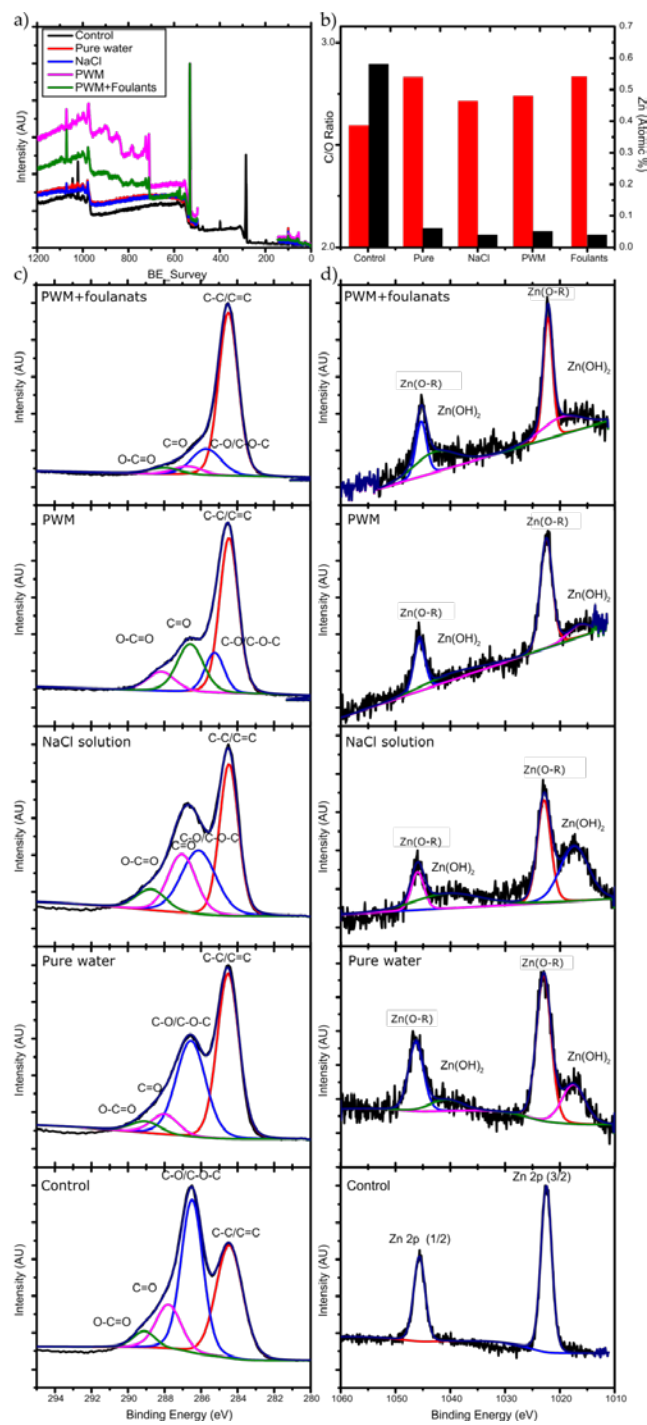 a)
Control
Pure water
NaCl
PWM
PWM+Foulants
Intensity (AU)
1200 1000 800 600 400 200 0
BE_Survey
b)
3.0
2.5
2.0
C/O Ratio
0.7
0.6
0.5
0.4
0.3
0.2
0.1
0.0
Zn (Atomic %)
Control Pure NaCl PWM Foulants
c)
PWM+foulanats
C-C/C=C
C=O
C-O/C-O-C
O-C=O
Intensity (AU)
PWM
C-C/C=C
C=O
O-C=O
C-O/C-O-C
Intensity (AU)
NaCl solution
C-C/C=C
C-O/C-O-C
C=O
O-C=O
Intensity (AU)
Pure water
C-C/C=C
C-O/C-O-C
C=O
O-C=O
Intensity (AU)
Control
C-O/C-O-C
C-C/C=C
C=O
O-C=O
Intensity (AU)
294 292 290 288 286 284 282 280
Binding Energy (eV)
d)
PWM+foulanats
Zn(O-R)
Zn(OH)2
Zn(O-R)
Zn(OH)2
Intensity (AU)
PWM
Zn(O-R)
Zn(OH)2
Zn(O-R)
Zn(OH)2
Intensity (AU)
NaCl solution
Zn(O-R)
Zn(OH)2
Zn(O-R)
Zn(OH)2
Intensity (AU)
Pure water
Zn(O-R)
Zn(O-R)
Zn(OH)2
Zn(OH)2
Intensity (AU)
Control
Zn 2p (3/2)
Zn 2p (1/2)
Intensity (AU)
1060 1050 1040 1030 1020 1010
Binding Energy (eV)